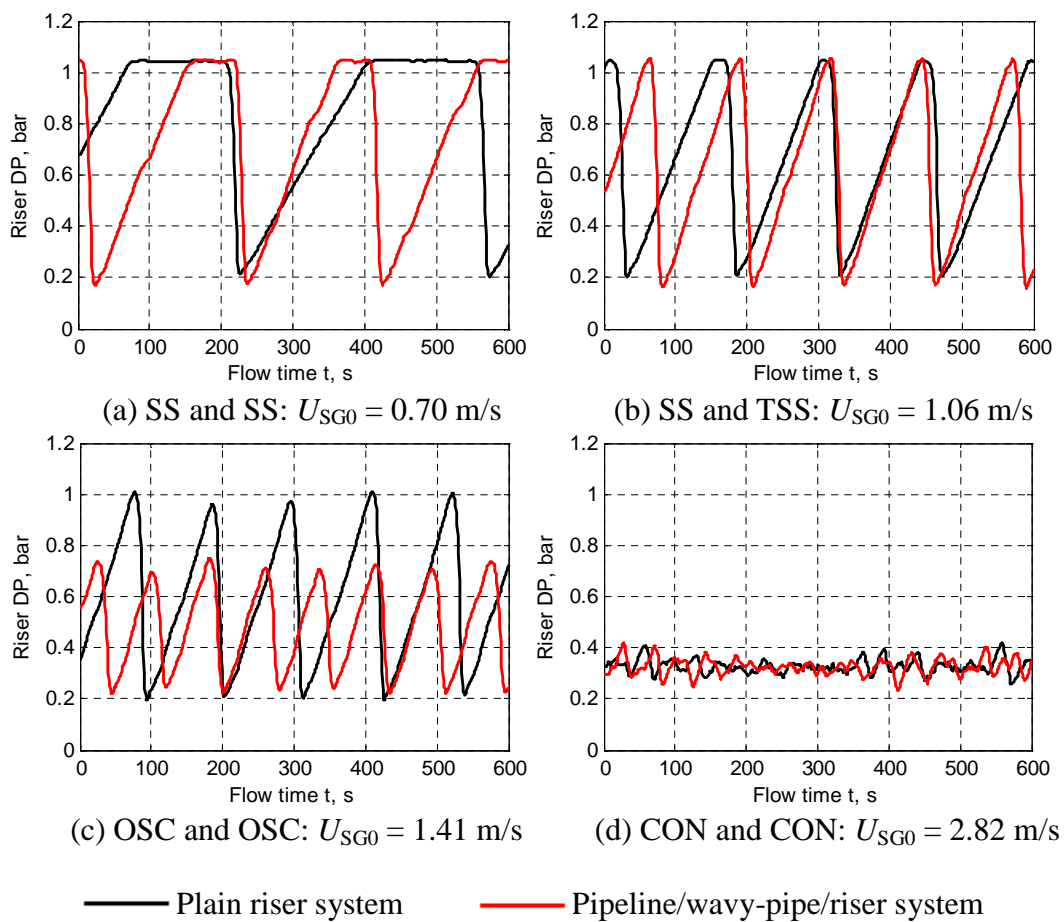 1.2
1
0.8
0.6
0.4
0.2
0
Riser DP, bar
0 100 200 300 400 500 600
Flow time t, s
(a) SS and SS: USG0 = 0.70 m/s
1.2
1
0.8
0.6
0.4
0.2
0
Riser DP, bar
0 100 200 300 400 500 600
Flow time t, s
(b) SS and TSS: USG0 = 1.06 m/s
1.2
1
0.8
0.6
0.4
0.2
0
Riser DP, bar
0 100 200 300 400 500 600
Flow time t, s
(c) OSC and OSC: USG0 = 1.41 m/s
1.2
1
0.8
0.6
0.4
0.2
0
Riser DP, bar
0 100 200 300 400 500 600
Flow time t, s
(d) CON and CON: USG0 = 2.82 m/s
Plain riser system
Pipeline/wavy-pipe/riser system